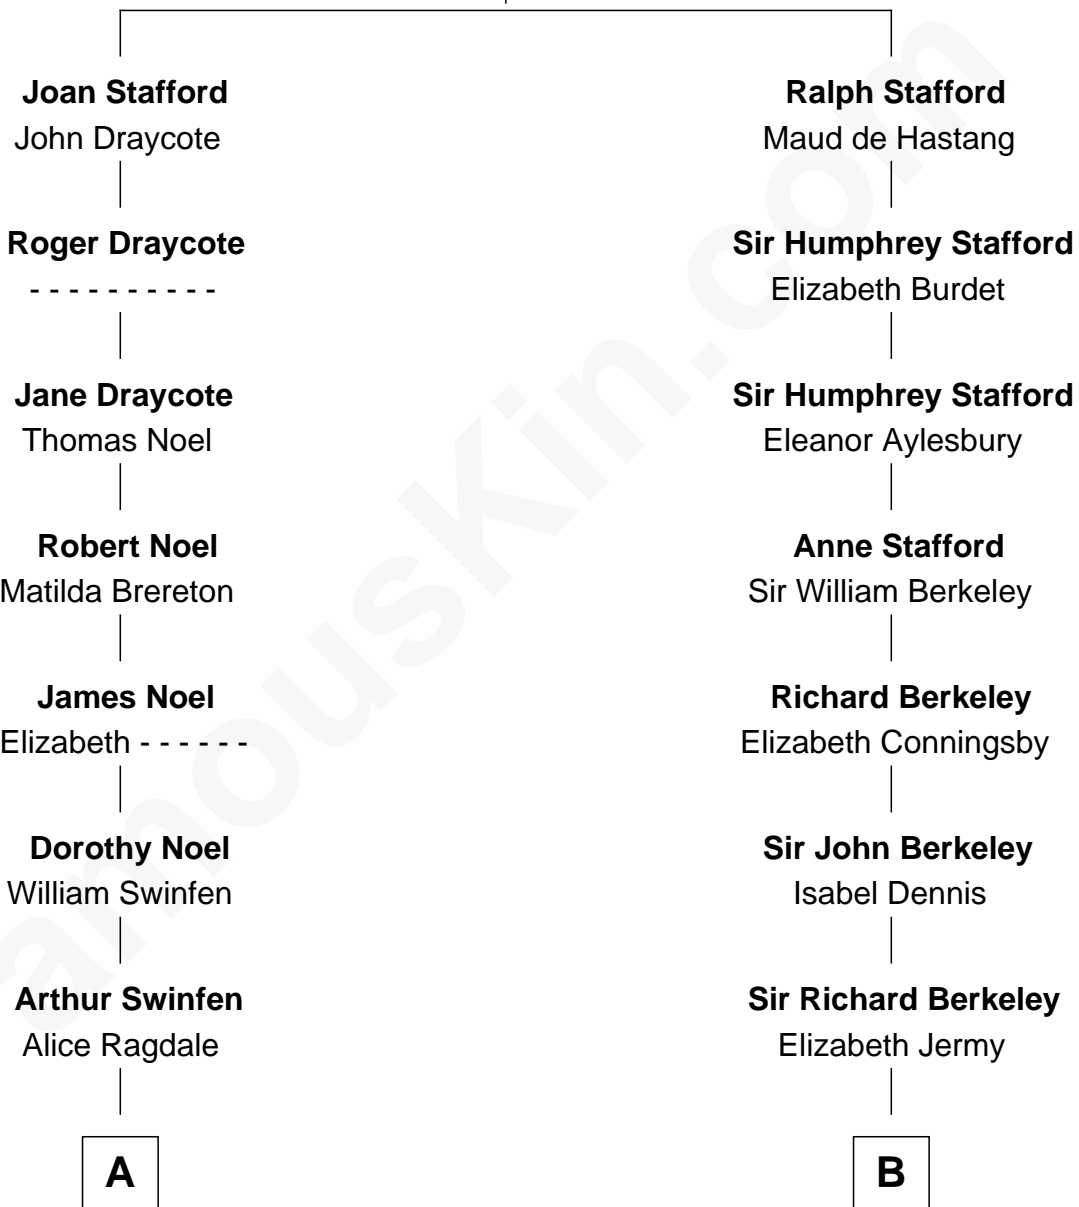 Joan Stafford
John Draycote
Roger Draycote
- - - - - - - - - -
Jane Draycote
Thomas Noel
Robert Noel
Matilda Brereton
James Noel
Elizabeth - - - - - -
Dorothy Noel
William Swinfen
Arthur Swinfen
Alice Ragdale
A
Ralph Stafford
Maud de Hastang
Sir Humphrey Stafford
Elizabeth Burdet
Sir Humphrey Stafford
Eleanor Aylesbury
Anne Stafford
Sir William Berkeley
Richard Berkeley
Elizabeth Conningsby
Sir John Berkeley
Isabel Dennis
Sir Richard Berkeley
Elizabeth Jermy
B
amouskin.com